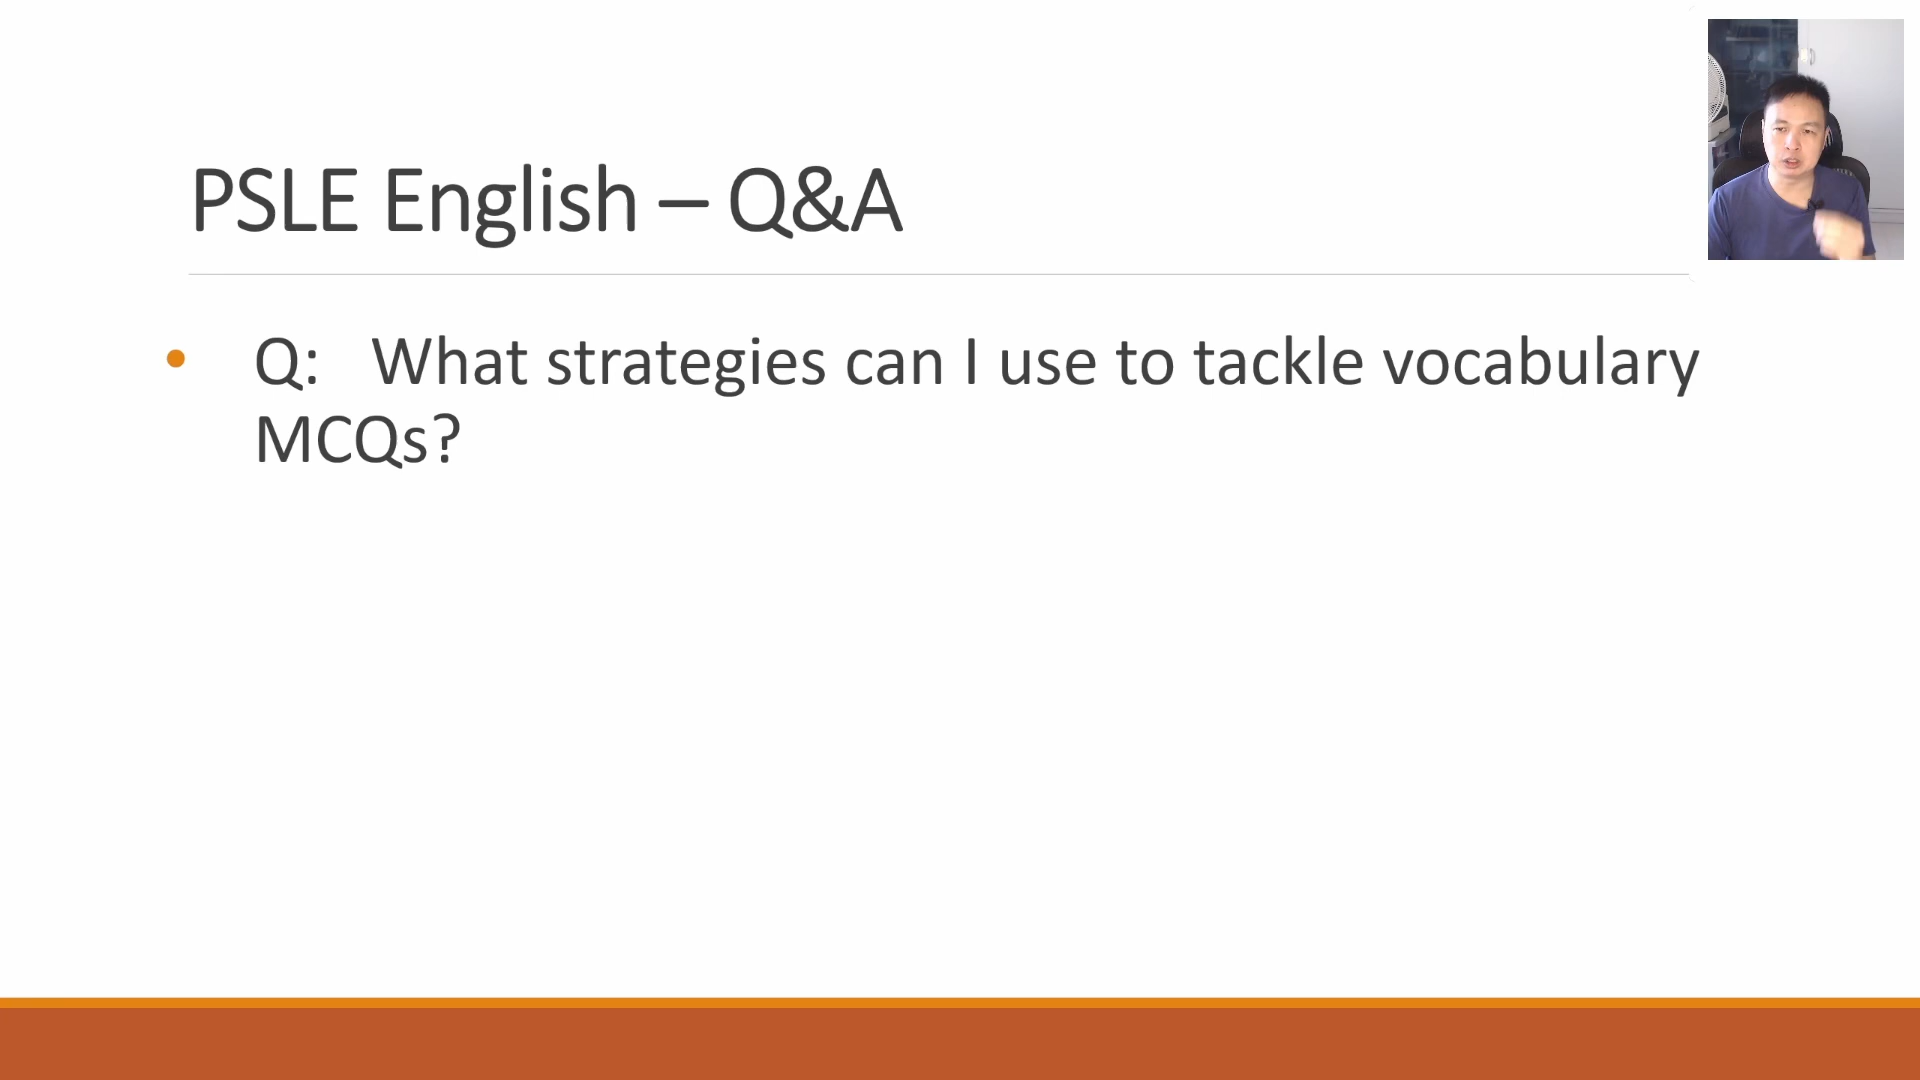 PSLE English – Q&A
• Q: What strategies can I use to tackle vocabulary
MCQs?